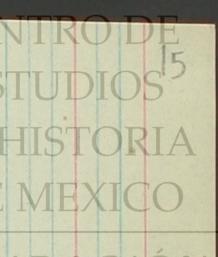 NTRO DE
15
STUDIOS
HISTORIA
E MEXICO